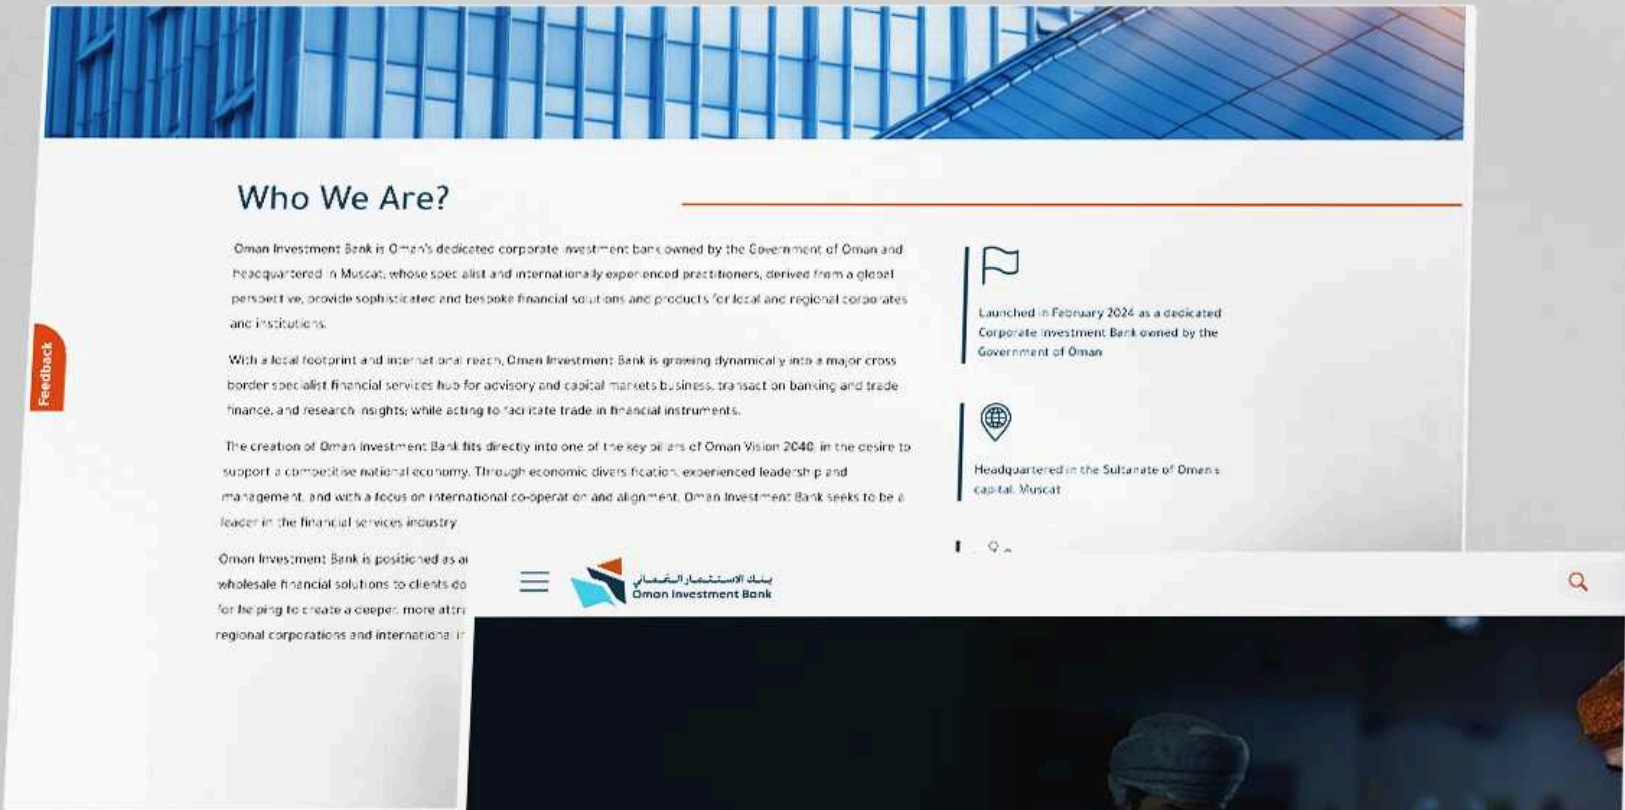 Who We Are?
Oman Investment Bank is Oman's dedicated corporate investment bank owned by the Government of Oman and
headquartered in Muscat, whose specialist and internationally experienced practitioners, derived from a global
perspective, provide sophisticated and bespoke financial solutions and products for local and regional corporates
and institutions.
With a local footprint and international reach, Oman Investment Bank is growing dynamically into a major cross
border specialist financial services hub for advisory and capital markets business, transaction banking and trade
finance, and research insights; while acting to facilitate trade in financial instruments.
The creation of Oman Investment Bank fits directly into one of the key pillars of Oman Vision 2040, in the desire to
support a competitive national economy. Through economic diversification, experienced leadership and
management, and with a focus on international co-operation and alignment, Oman Investment Bank seeks to be a
leader in the financial services industry
Oman Investment Bank is positioned as a
wholesale financial solutions to clients do
for helping to create a deeper, more attra
regional corporations and international i
Launched in February 2024 as a dedicated
Corporate Investment Bank owned by the
Government of Oman
Headquartered in the Sultanate of Oman's
capital, Muscat
Feedback
بنك الاستثمار العماني
Oman Investment Bank